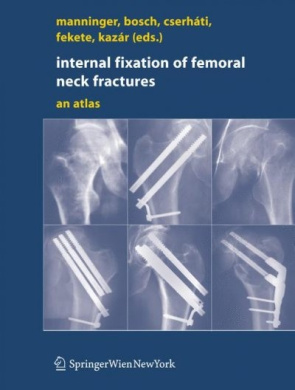 manninger, bosch, cserháti,
fekete, kazár (eds.)
internal fixation of femoral
neck fractures
an atlas
SpringerWienNewYork